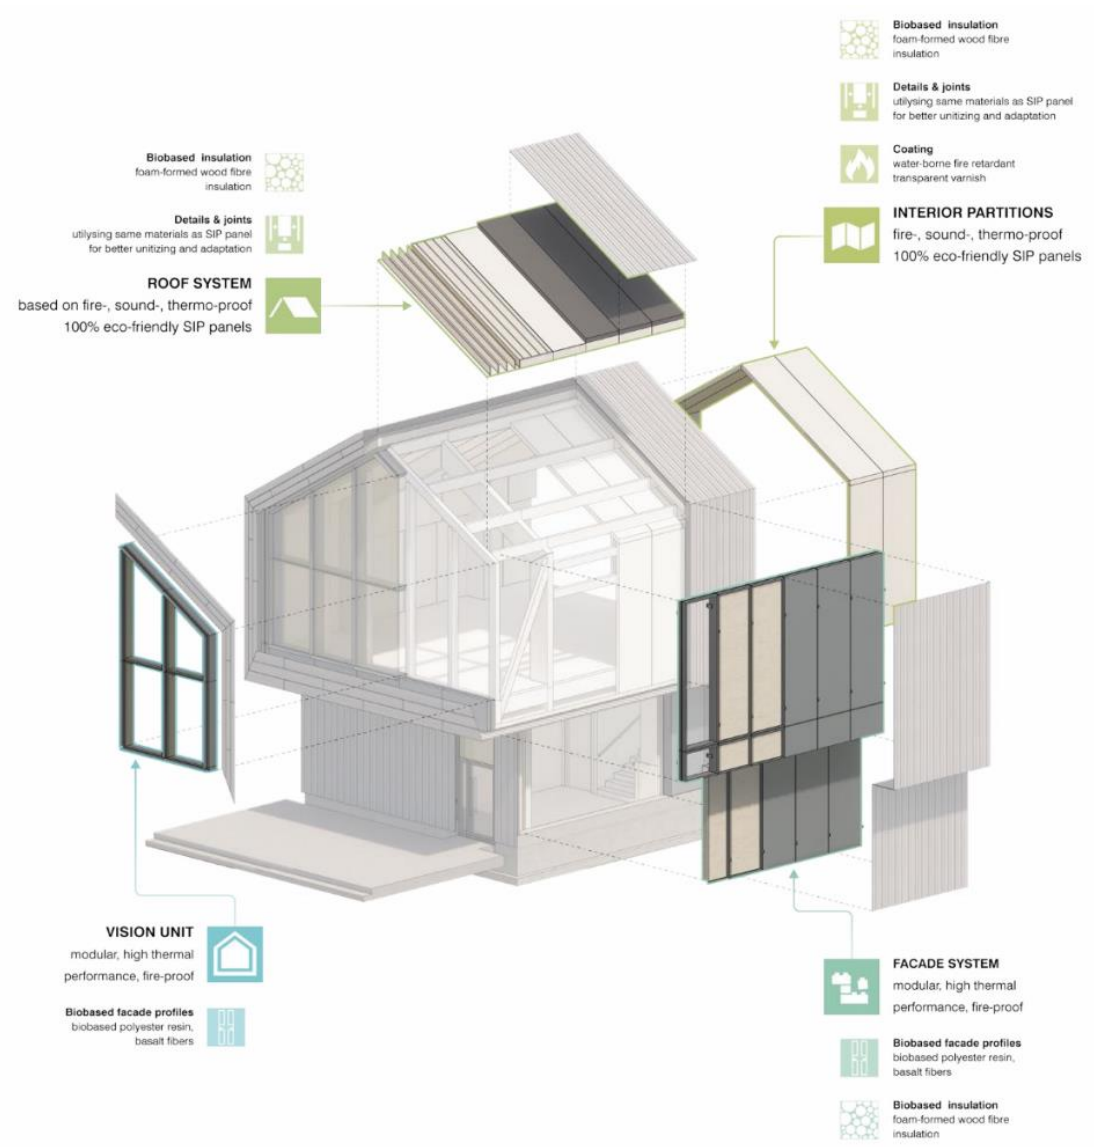 Biobased insulation
foam-formed wood fibre
insulation
Details & joints
utilysing same materials as SIP panel
for better unitizing and adaptation
Coating
water-borne fire retardant
transparent varnish
INTERIOR PARTITIONS
fire-, sound-, thermo-proof
100% eco-friendly SIP panels
Biobased insulation
foam-formed wood fibre
insulation
Details & joints
utilysing same materials as SIP panel
for better unitizing and adaptation
ROOF SYSTEM
based on fire-, sound-, thermo-proof
100% eco-friendly SIP panels
VISION UNIT
modular, high thermal
performance, fire-proof
Biobased facade profiles
biobased polyester resin,
basalt fibers
FACADE SYSTEM
modular, high thermal
performance, fire-proof
Biobased facade profiles
biobased polyester resin,
basalt fibers
Biobased insulation
foam-formed wood fibre
insulation